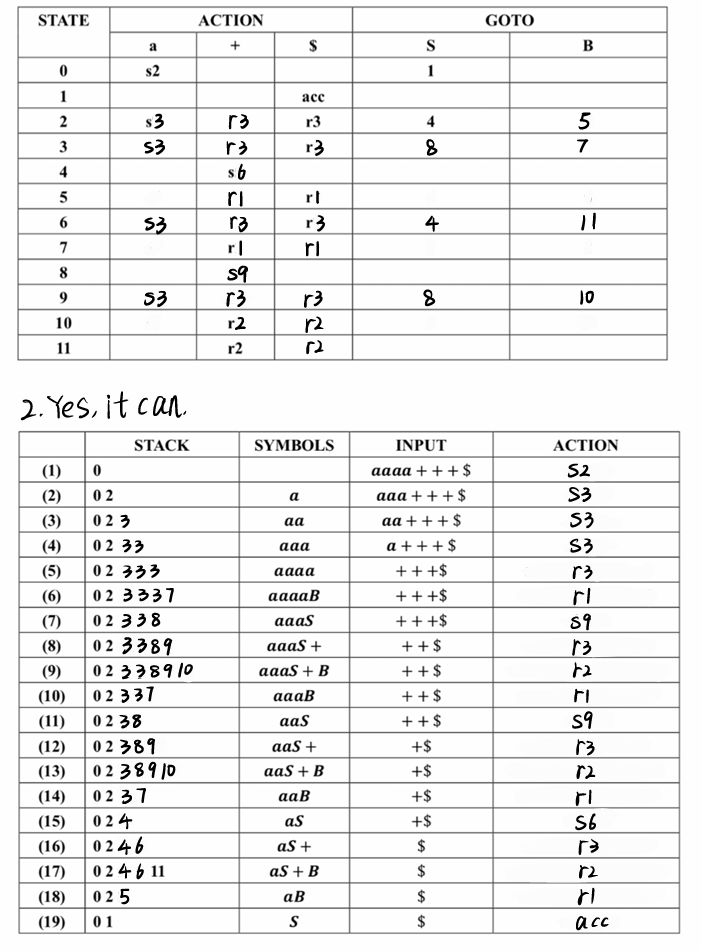 STATE ACTION GOTO
a + $ S B
0 s2 1
1 acc
2 s3 r3 r3 4 5
3 s3 r3 r3 8 7
4 s6
5 r1 r1
6 s3 r3 r3 4 11
7 r1 r1
8 s9
9 s3 r3 r3 8 10
10 r2 r2
11 r2 r2
2. Yes, it can.
STACK SYMBOLS INPUT ACTION
(1) 0 aaaa + + + $ s2
(2) 0 2 a aaa + + + $ s3
(3) 0 2 3 aa aa + + + $ s3
(4) 0 2 3 3 aaa a + + + $ s3
(5) 0 2 3 3 3 aaaa + + +$ r3
(6) 0 2 3 3 3 7 aaaaB + + +$ r1
(7) 0 2 3 3 8 aaaS + + +$ s9
(8) 0 2 3 3 8 9 aaaS + + + $ r3
(9) 0 2 3 3 8 9 10 aaaS + B + + $ r2
(10) 0 2 3 3 7 aaaB + + $ r1
(11) 0 2 3 8 aaS + + $ s9
(12) 0 2 3 8 9 aaS + +$ r3
(13) 0 2 3 8 9 10 aaS + B +$ r2
(14) 0 2 3 7 aaB +$ r1
(15) 0 2 4 aS +$ s6
(16) 0 2 4 6 aS + $ r3
(17) 0 2 4 6 11 aS + B $ r2
(18) 0 2 5 aB $ r1
(19) 0 1 S $ acc